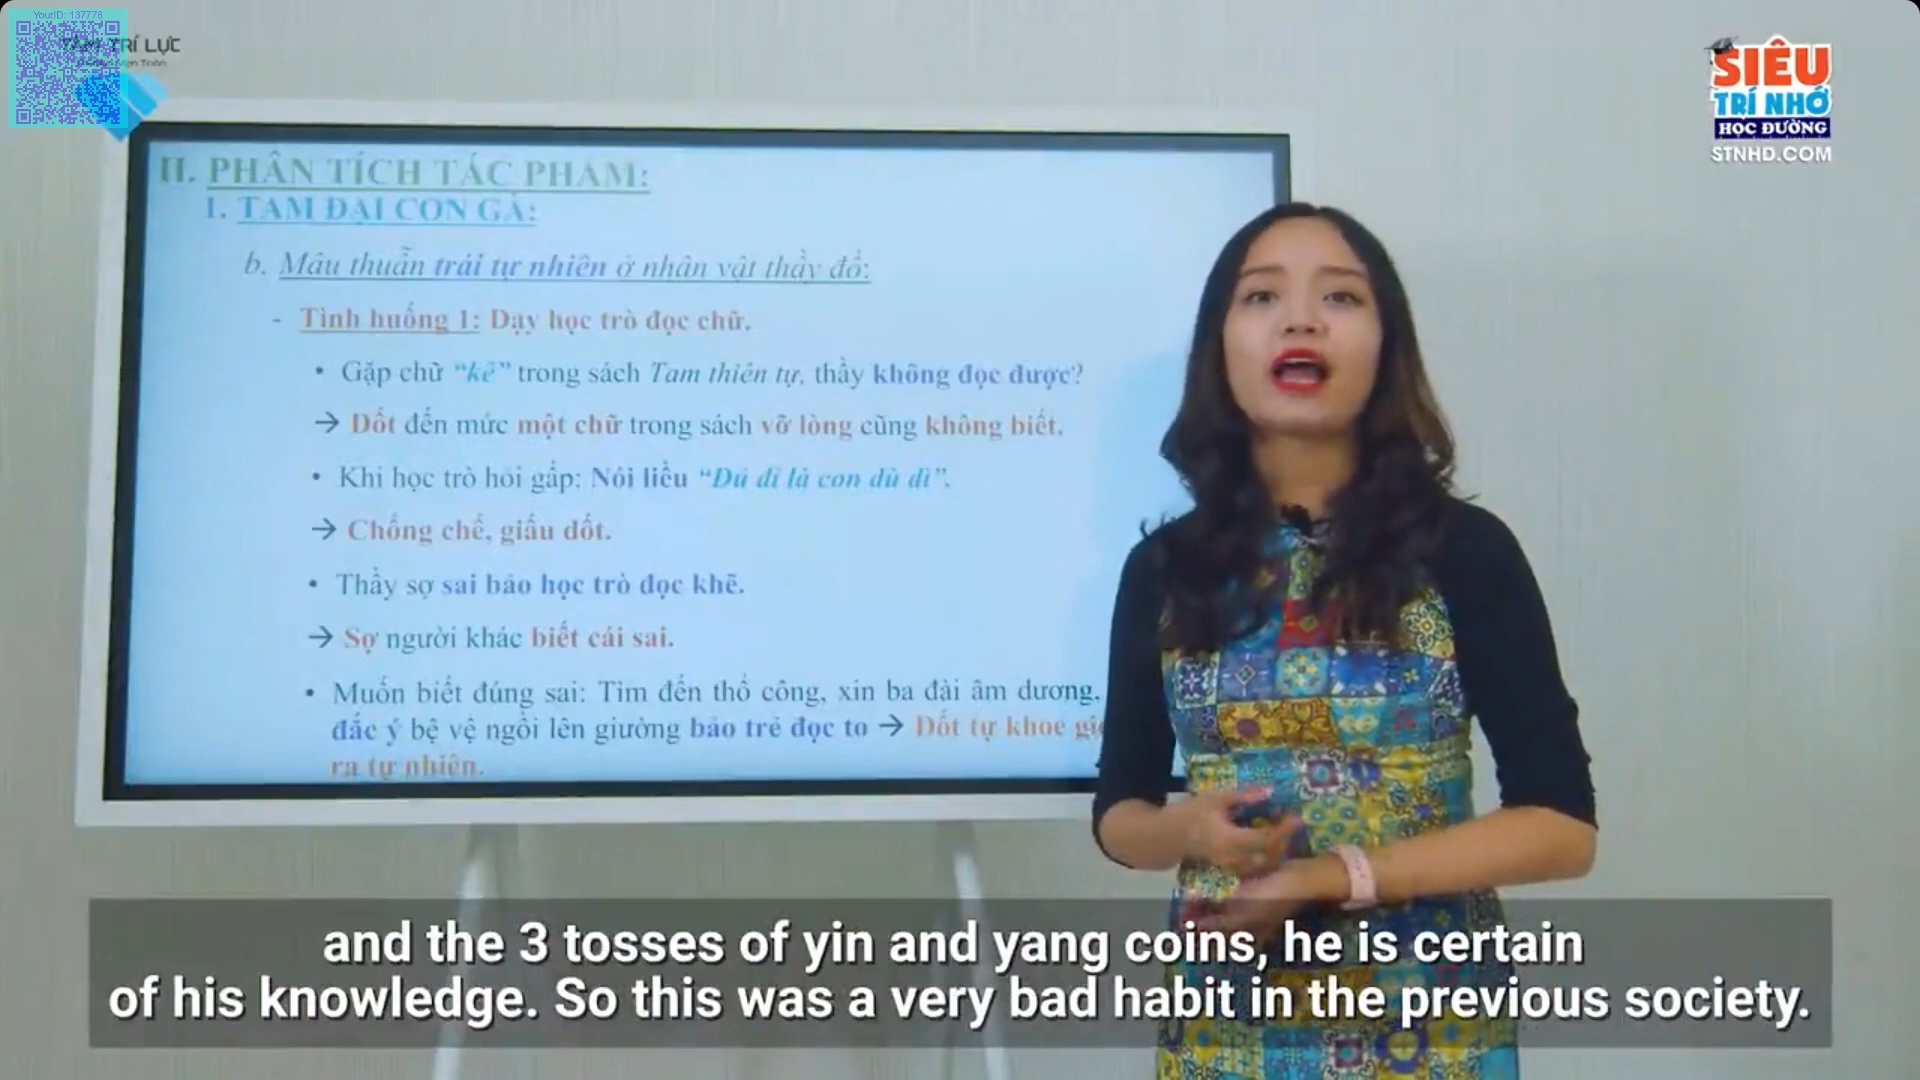 YourID: 137776
TÂM TRÍ LỰC
SIÊU
TRÍ NHỚ
HỌC ĐƯỜNG
STNHD.COM
II. PHÂN TÍCH TÁC PHẨM:
1. TAM ĐẠI CON GÀ:
b. Mâu thuẫn trái tự nhiên ở nhân vật thầy đồ:
- Tình huống 1: Dạy học trò đọc chữ.
• Gặp chữ “kê” trong sách Tam thiên tự, thầy không đọc được?
→ Dốt đến mức một chữ trong sách vỡ lòng cũng không biết.
• Khi học trò hỏi gấp: Nói liều “Dủ dỉ là con dù dì”.
→ Chống chế, giấu dốt.
• Thầy sợ sai bảo học trò đọc khẽ.
→ Sợ người khác biết cái sai.
• Muốn biết đúng sai: Tìm đến thổ công, xin ba đài âm dương,
đắc ý bệ vệ ngồi lên giường bảo trẻ đọc to → Dốt tự khoe
ra tự nhiên.
and the 3 tosses of yin and yang coins, he is certain
of his knowledge. So this was a very bad habit in the previous society.